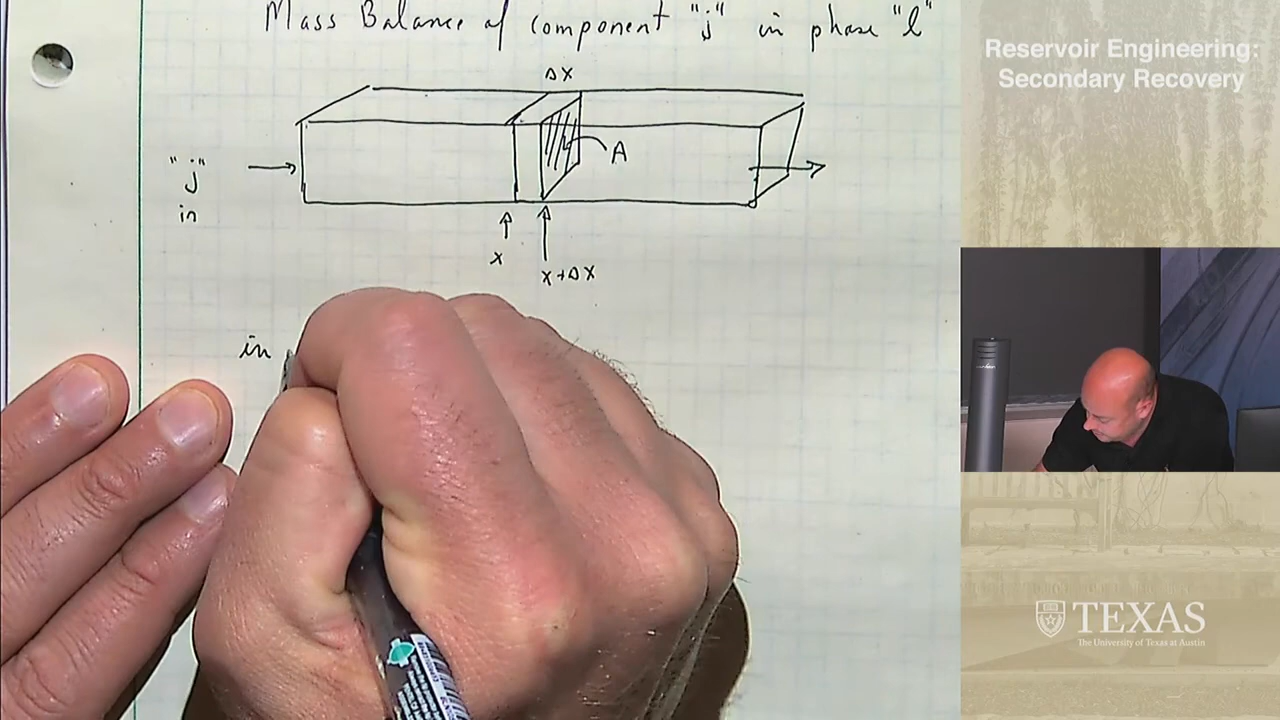 Mass Balance of component "j" in phase "l"
Reservoir Engineering:
Secondary Recovery
Δx
A
"j"
in
x
x+Δx
in
TEXAS
The University of Texas at Austin